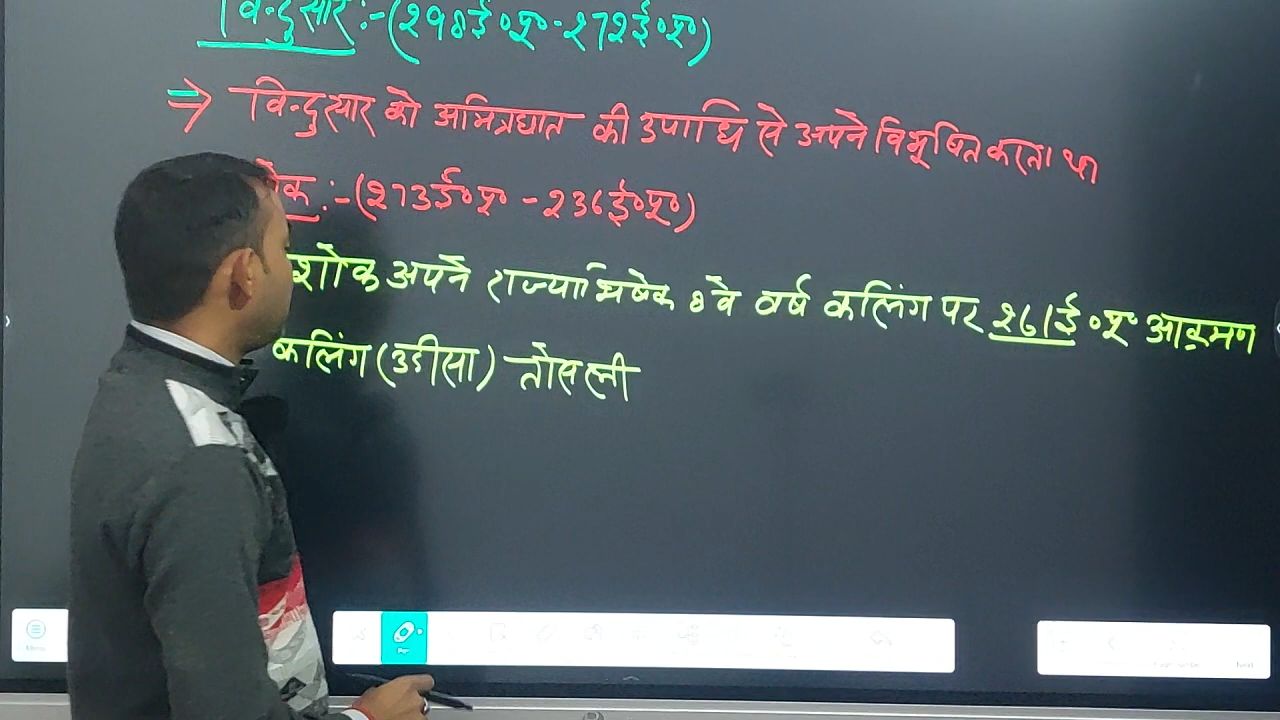 विन्दुसार :- (298ई०पू०-272ई०पू०)
⇒ विन्दुसार को अमित्रघात की उपाधि से अपने विभूषित करता था
क :- (273ई०पू० - 236ई०पू०)
शोक अपने राज्याभिषेक 8वे वर्ष कलिंग पर 261ई०पू० आक्रमण
कलिंग (उडीसा) तोसली